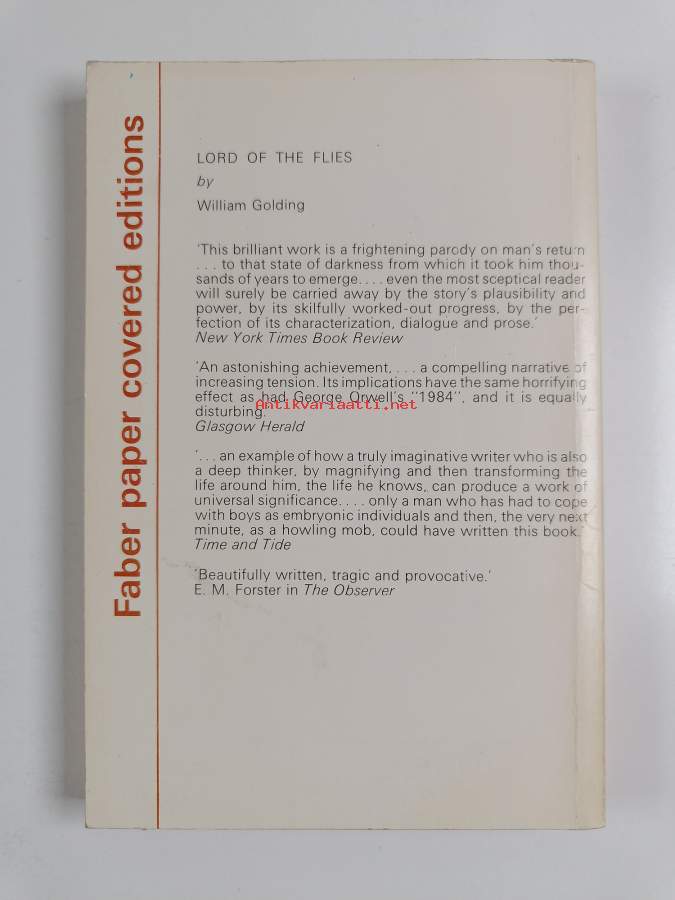 Faber paper covered editions
LORD OF THE FLIES
by
William Golding
'This brilliant work is a frightening parody on man's return
. . . to that state of darkness from which it took him thou-
sands of years to emerge. . . . even the most sceptical reader
will surely be carried away by the story's plausibility and
power, by its skilfully worked-out progress, by the per-
fection of its characterization, dialogue and prose.'
New York Times Book Review
'An astonishing achievement, . . . a compelling narrative of
increasing tension. Its implications have the same horrifying
effect as had George Orwell's "1984", and it is equally
Antikvariaatti.net
disturbing.'
Glasgow Herald
'. . . an example of how a truly imaginative writer who is also
a deep thinker, by magnifying and then transforming the
life around him, the life he knows, can produce a work of
universal significance. . . . only a man who has had to cope
with boys as embryonic individuals and then, the very next
minute, as a howling mob, could have written this book.'
Time and Tide
'Beautifully written, tragic and provocative.'
E. M. Forster in The Observer